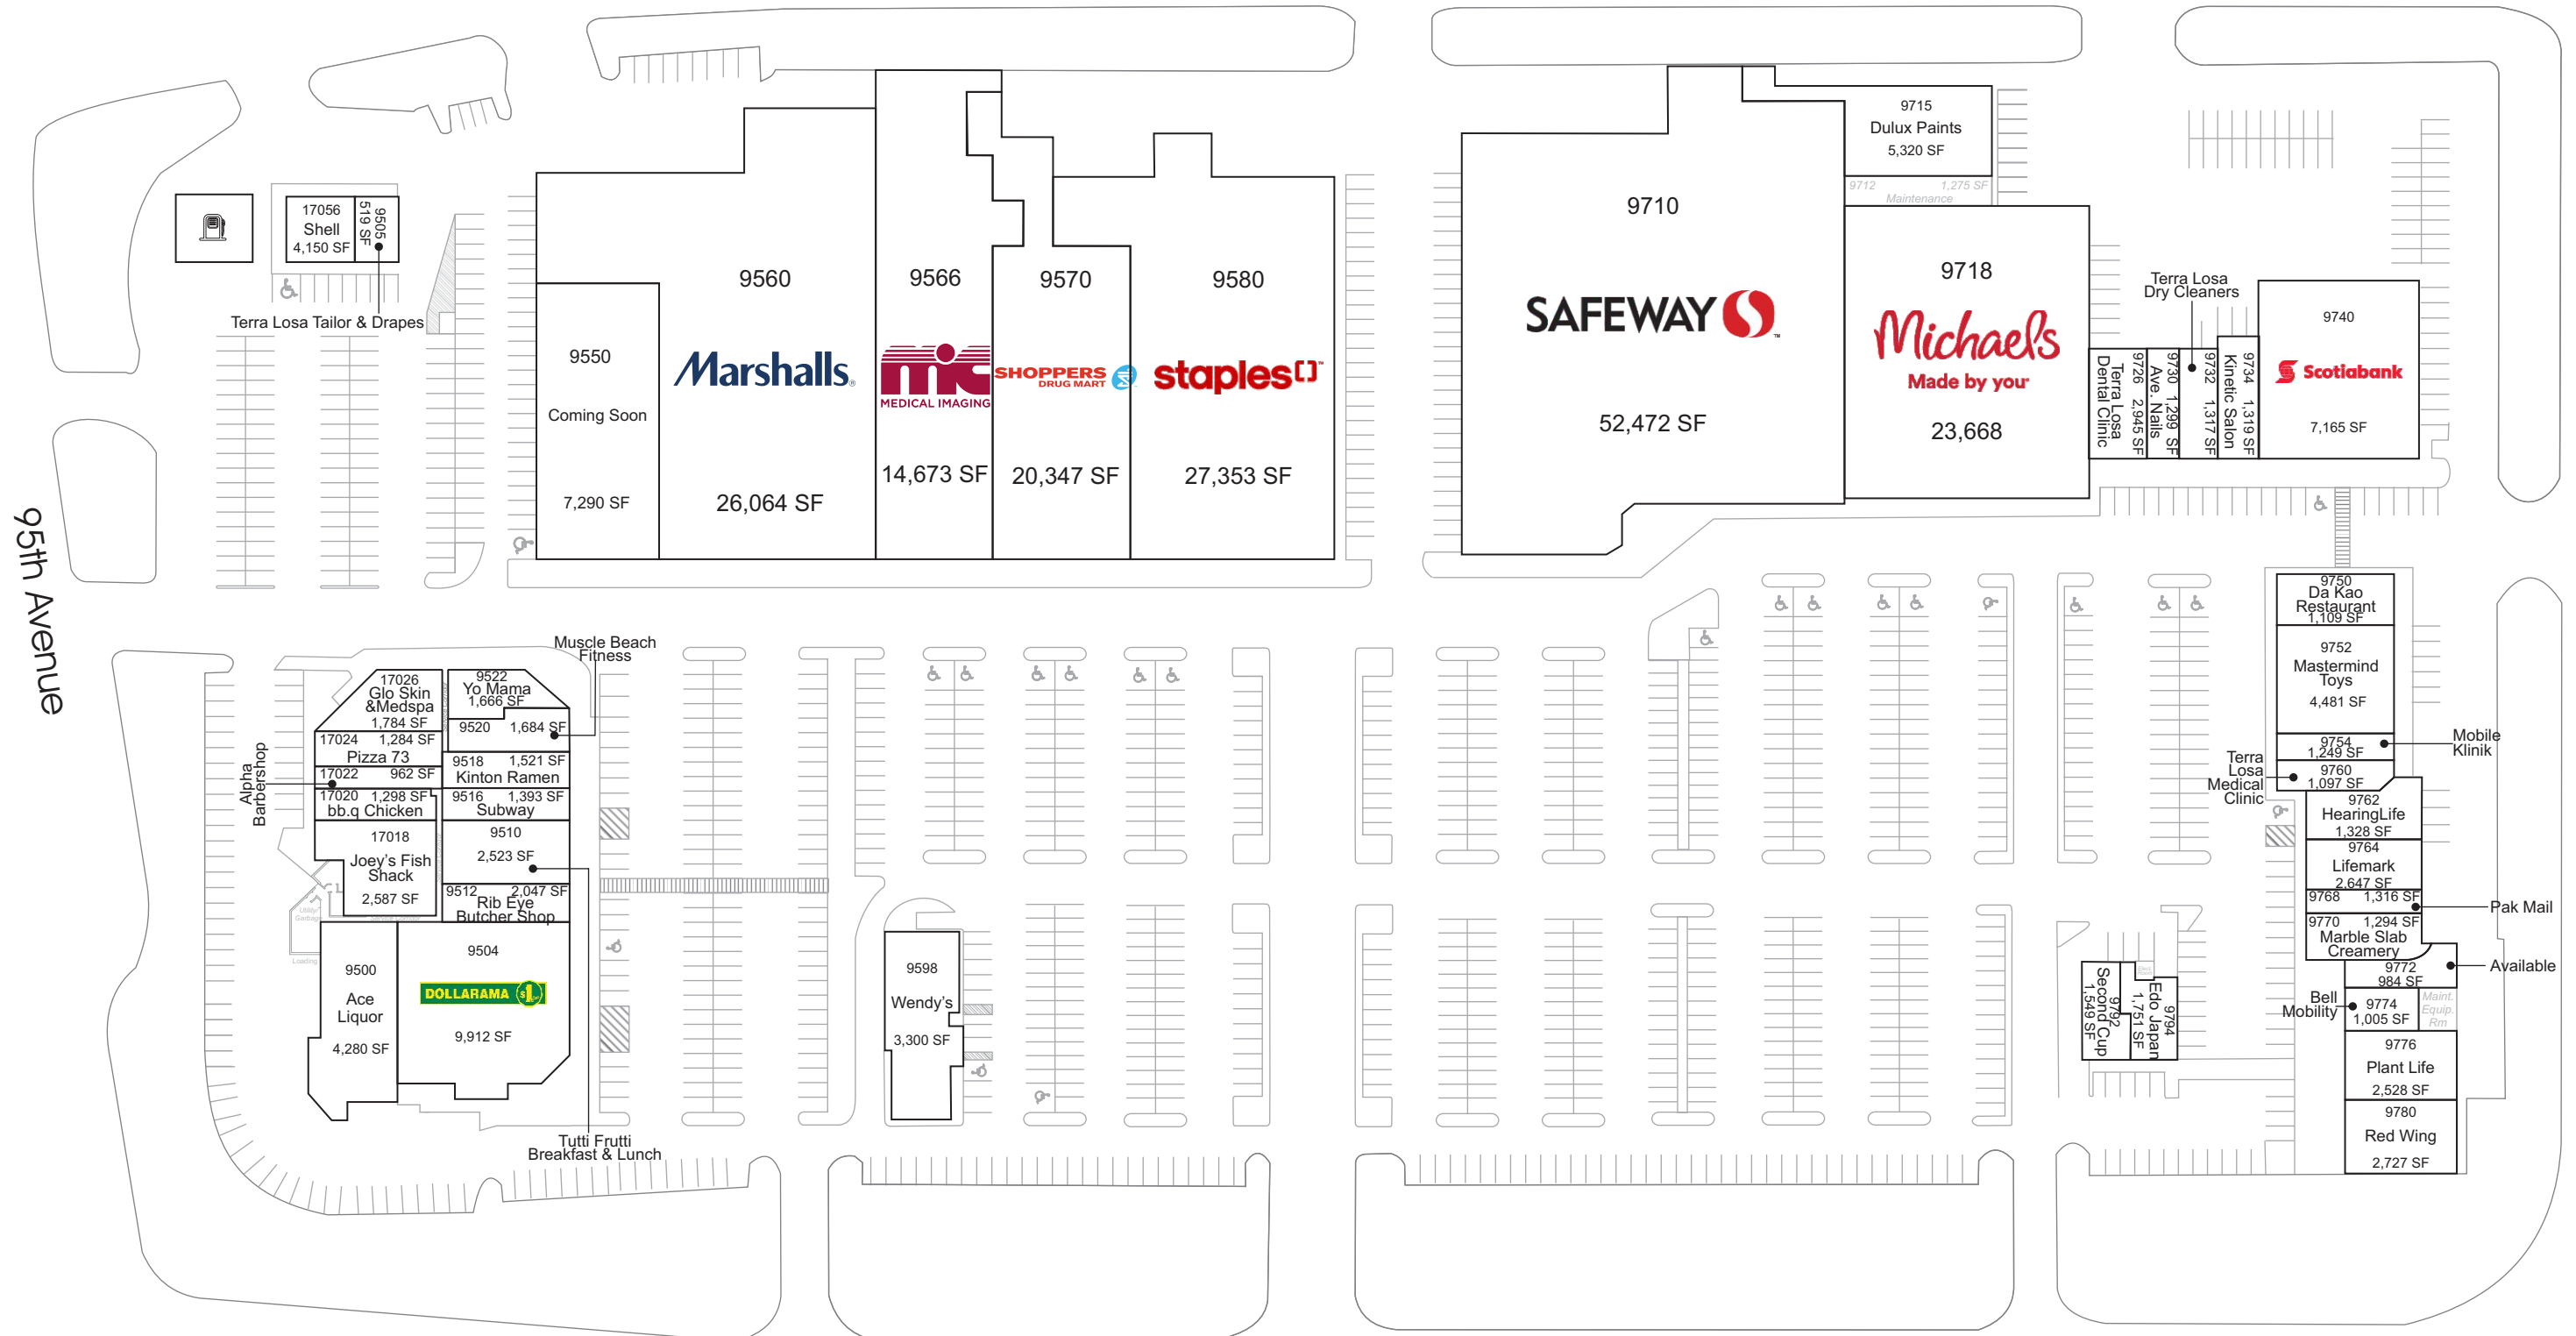 95th Avenue
17056
Shell
4,150 SF
9505
519 SF
Terra Losa Tailor & Drapes
9550
Coming Soon
7,290 SF
9560
Marshalls
26,064 SF
9566
mic
MEDICAL IMAGING
14,673 SF
9570
SHOPPERS
DRUG MART
20,347 SF
9580
staples
27,353 SF
9710
SAFEWAY
52,472 SF
9715
Dulux Paints
5,320 SF
9712 1,275 SF
Maintenance
9718
Michaels
Made by you
23,668
Terra Losa
Dry Cleaners
9726 2,945 SF
Terra Losa
Dental Clinic
9730 1,299 SF
Ave. Nails
9732 1,317 SF
9734 1,319 SF
Kinetic Salon
9740
Scotiabank
7,165 SF
Muscle Beach
Fitness
17026
Glo Skin
&Medspa
1,784 SF
17024 1,284 SF
Pizza 73
Alpha
Barbershop
17022 962 SF
17020 1,298 SF
bb.q Chicken
17018
Joey's Fish
Shack
2,587 SF
9522
Yo Mama
1,666 SF
9520 1,684 SF
9518 1,521 SF
Kinton Ramen
9516 1,393 SF
Subway
9510
2,523 SF
9512 2,047 SF
Rib Eye
Butcher Shop
Utility/
Garbage
Loading
9500
Ace
Liquor
4,280 SF
9504
DOLLARAMA $1
9,912 SF
Tutti Frutti
Breakfast & Lunch
9598
Wendy's
3,300 SF
9750
Da Kao
Restaurant
1,109 SF
9752
Mastermind
Toys
4,481 SF
9754
1,249 SF
Mobile
Klinik
Terra
Losa
Medical
Clinic
9760
1,097 SF
9762
HearingLife
1,328 SF
9764
Lifemark
2,647 SF
9768 1,316 SF
Pak Mail
9770 1,294 SF
Marble Slab
Creamery
9772
984 SF
Available
Bell
Mobility
9774
1,005 SF
Maint.
Equip.
Rm
9776
Plant Life
2,528 SF
9780
Red Wing
2,727 SF
9792
Second Cup
1,549 SF
9794
Edo Japan
1,751 SF